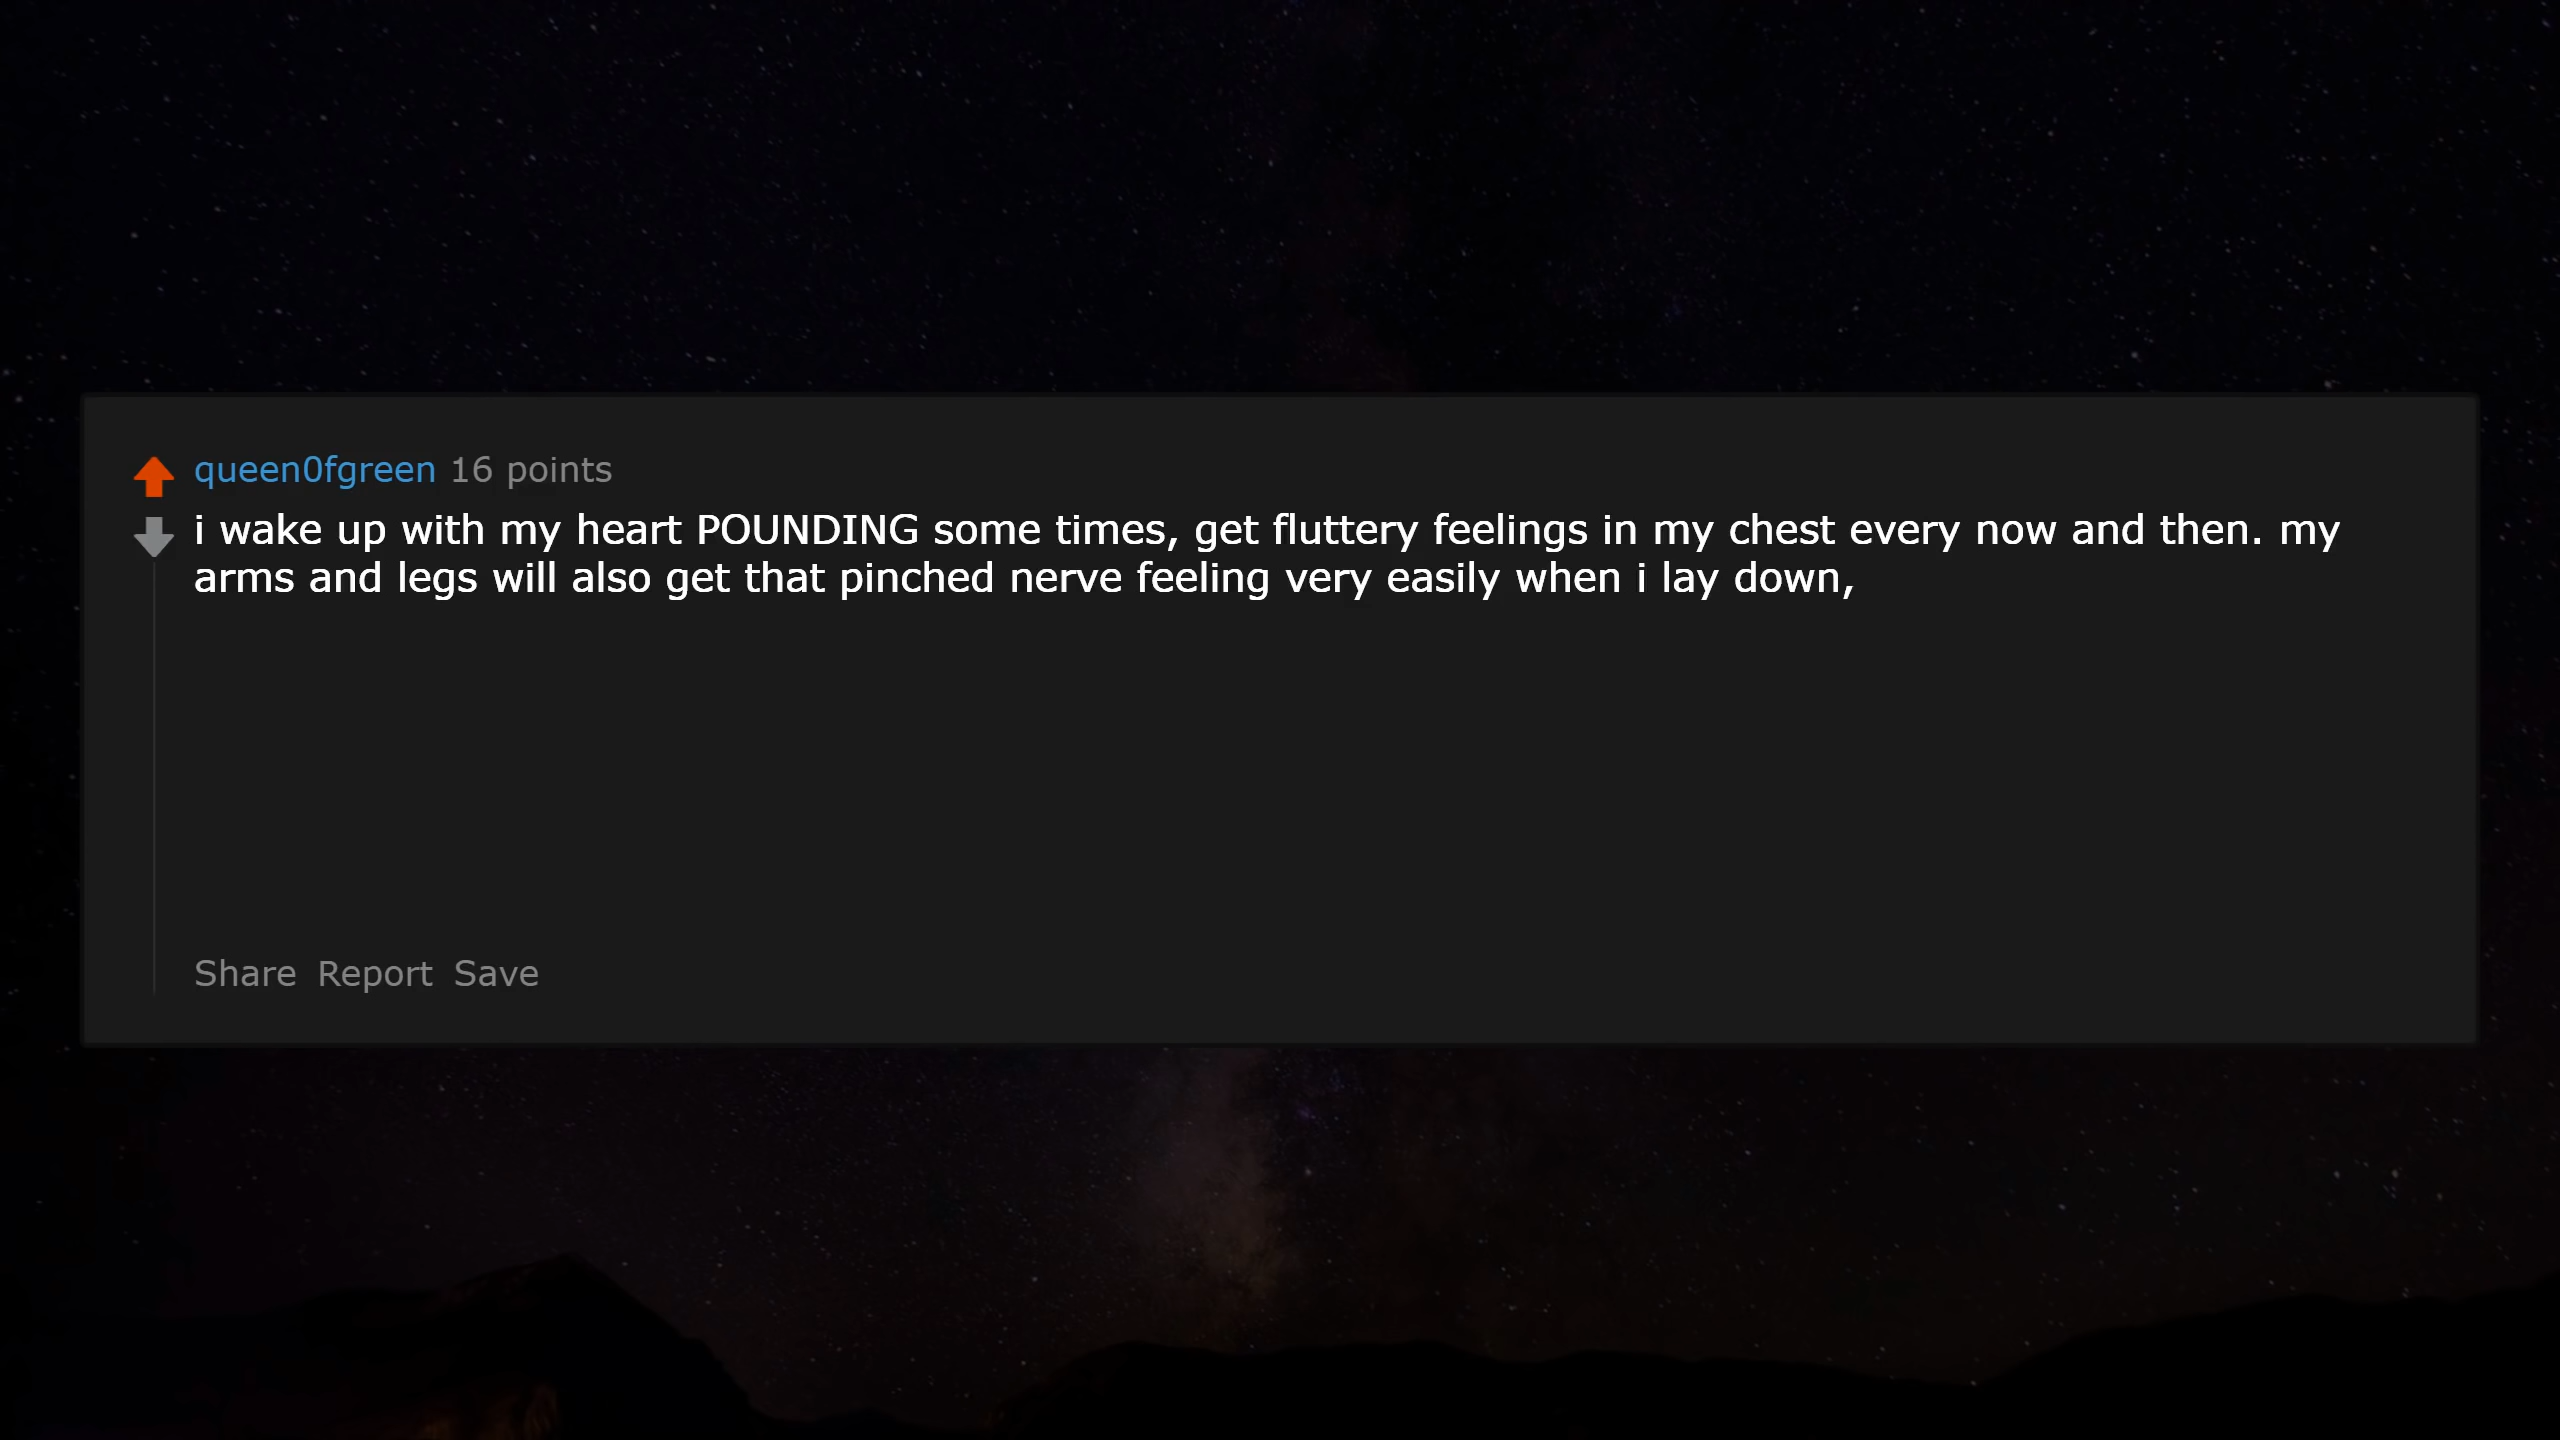 queen0fgreen 16 points
i wake up with my heart POUNDING some times, get fluttery feelings in my chest every now and then. my
arms and legs will also get that pinched nerve feeling very easily when i lay down,
Share Report Save